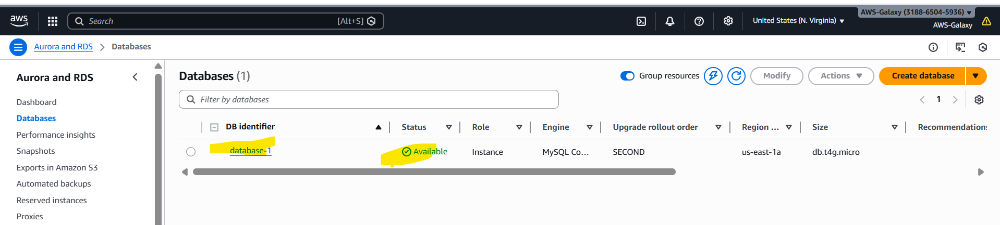 aws
Search [Alt+S]
United States (N. Virginia)
AWS-Galaxy (3188-6504-5936)
AWS-Galaxy
Aurora and RDS > Databases
Aurora and RDS
Dashboard
Databases
Performance insights
Snapshots
Exports in Amazon S3
Automated backups
Reserved instances
Proxies
Databases (1)
Group resources
Modify
Actions
Create database
Filter by databases
1
DB identifier Status Role Engine Upgrade rollout order Region ... Size Recommendations
database-1 Available Instance MySQL Co... SECOND us-east-1a db.t4g.micro